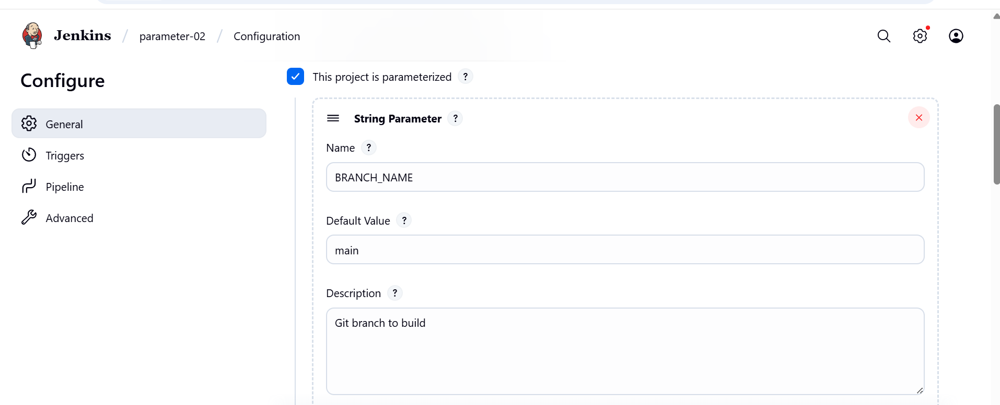 Jenkins / parameter-02 / Configuration
Configure
General
Triggers
Pipeline
Advanced
This project is parameterized ?
String Parameter ?
Name ?
BRANCH_NAME
Default Value ?
main
Description ?
Git branch to build